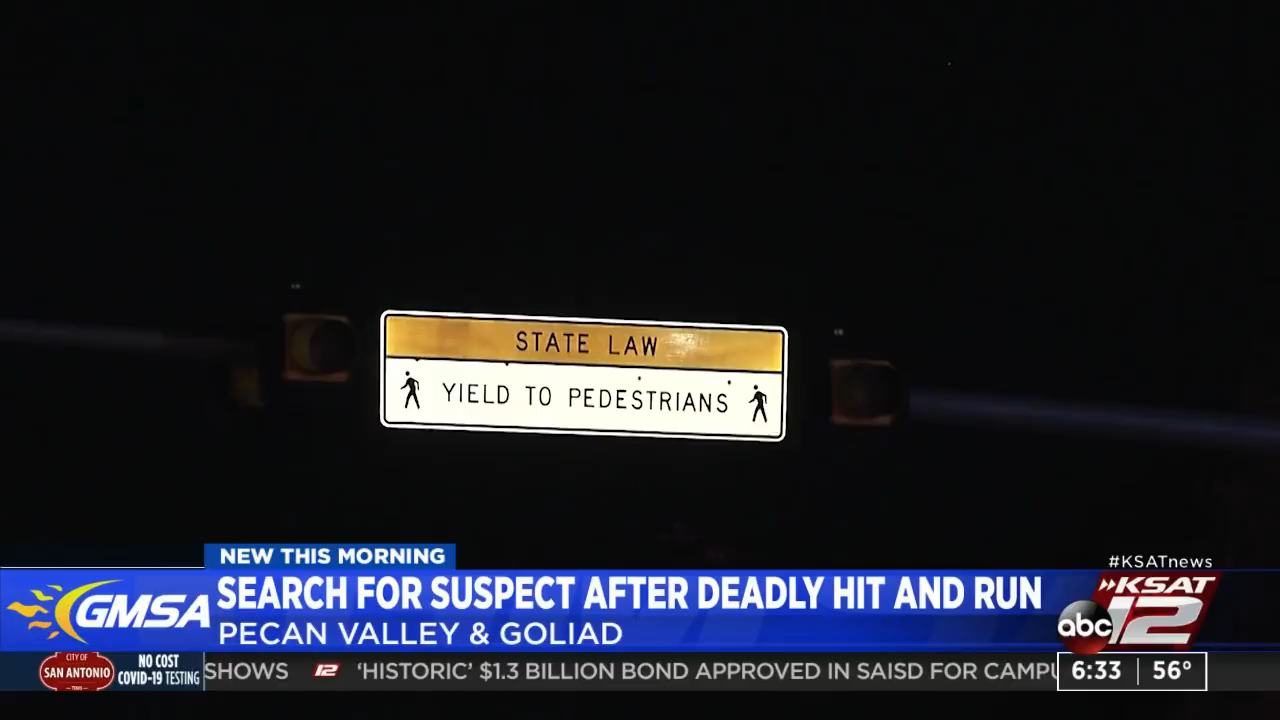 STATE LAW
YIELD TO PEDESTRIANS
NEW THIS MORNING
#KSATnews
GMSA
SEARCH FOR SUSPECT AFTER DEADLY HIT AND RUN
KSAT
abc 12
PECAN VALLEY & GOLIAD
CITY OF
SAN ANTONIO
TEXAS
NO COST
COVID-19 TESTING
SHOWS 12 ‘HISTORIC’ $1.3 BILLION BOND APPROVED IN SAISD FOR CAMPU
6:33 56°